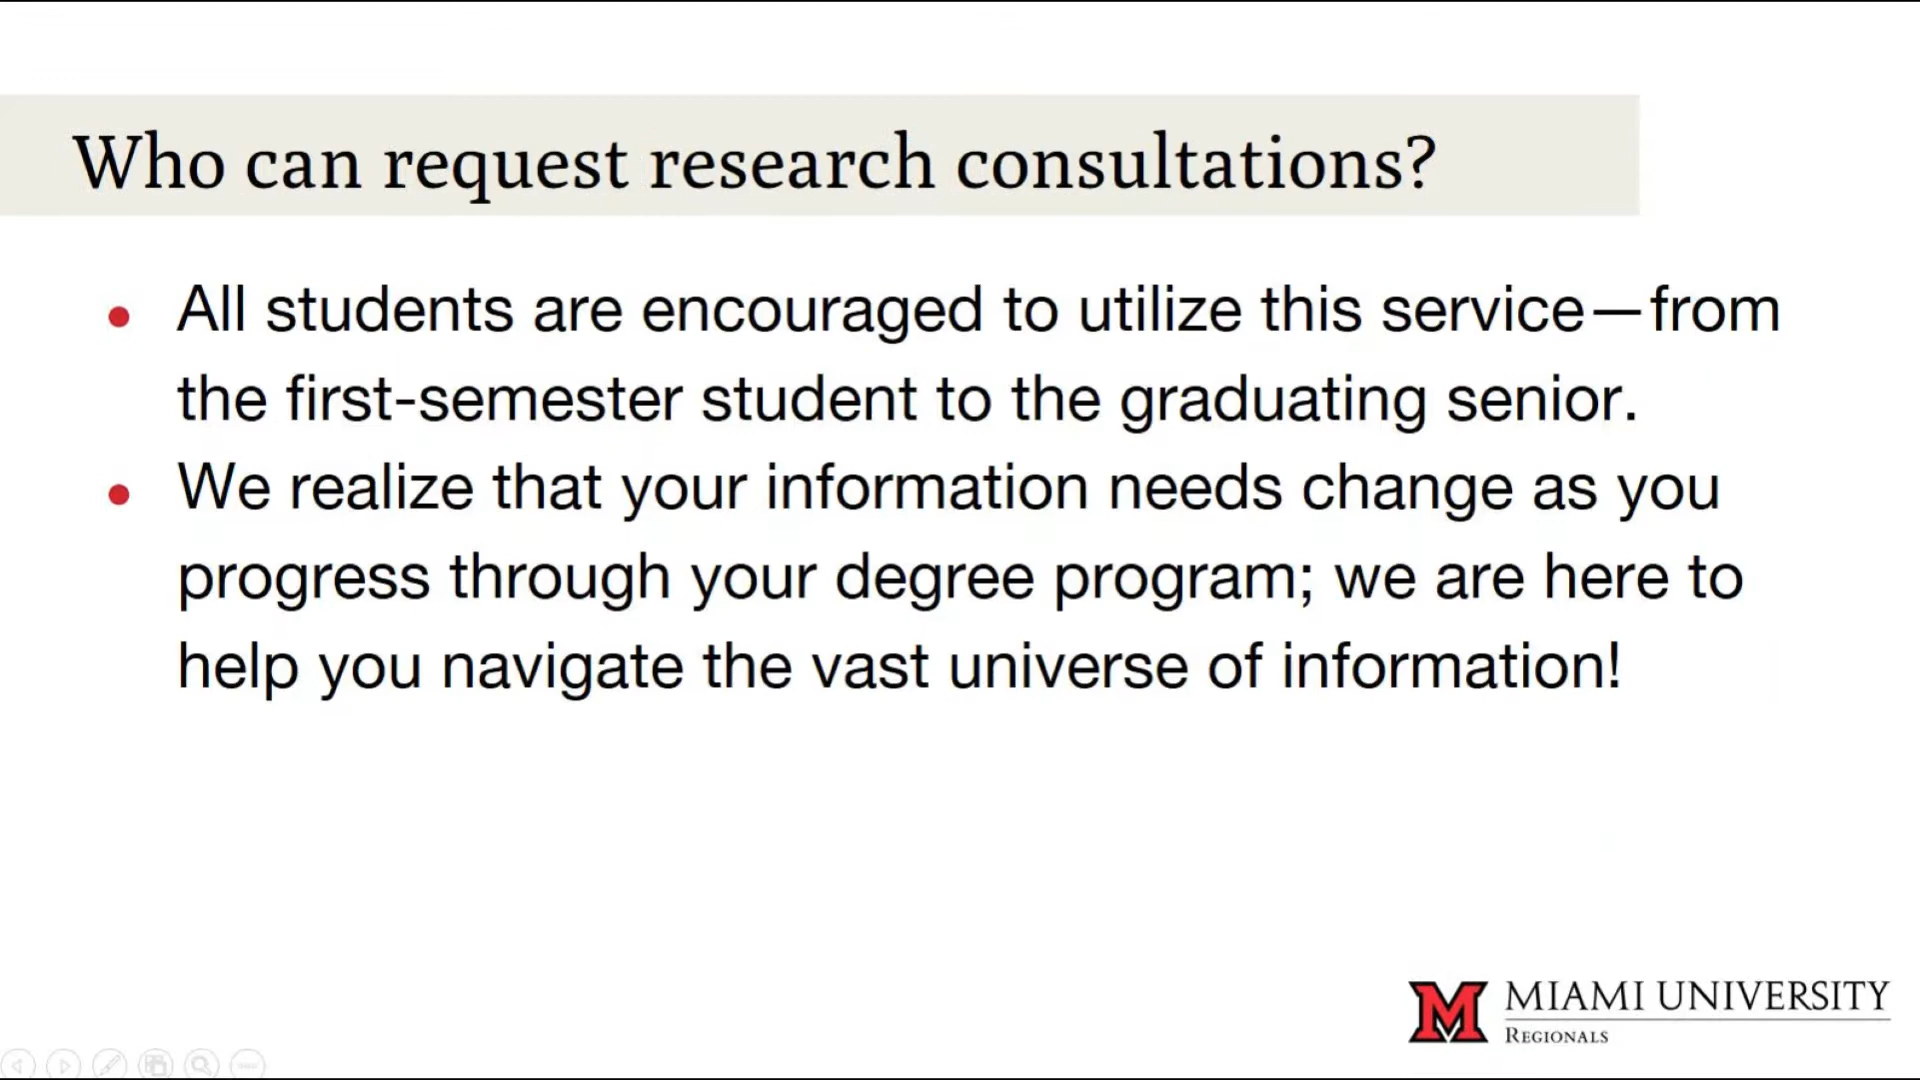 Who can request research consultations?
All students are encouraged to utilize this service—from
the first-semester student to the graduating senior.
We realize that your information needs change as you
progress through your degree program; we are here to
help you navigate the vast universe of information!
M MIAMI UNIVERSITY
REGIONALS